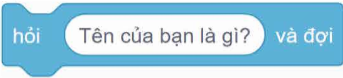 hỏi Tên của bạn là gì? và đợi